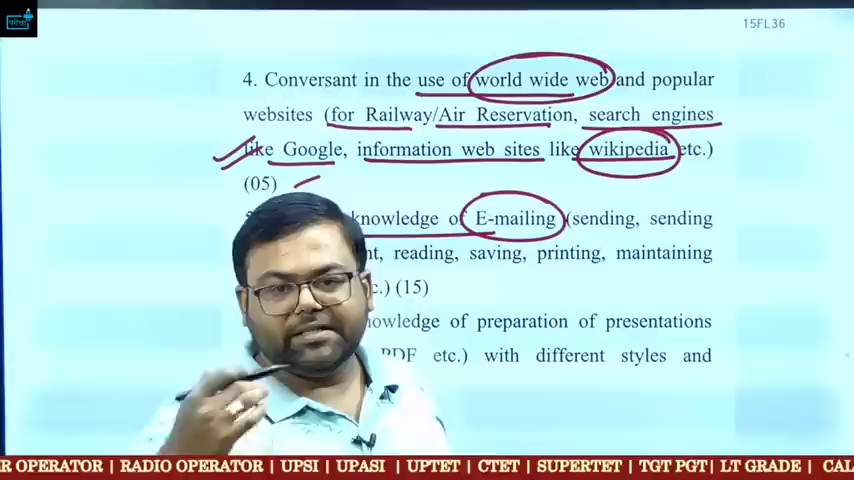 परीक्षा
15FL36
4. Conversant in the use of world wide web and popular
websites (for Railway/Air Reservation, search engines
like Google, information web sites like wikipedia etc.)
(05)
knowledge of E-mailing (sending, sending
reading, saving, printing, maintaining
(15)
knowledge of preparation of presentations
PDF etc.) with different styles and
OPERATOR | RADIO OPERATOR | UPSI | UPASI | UPTET | CTET | SUPERTET | TGT PGT| LT GRADE |